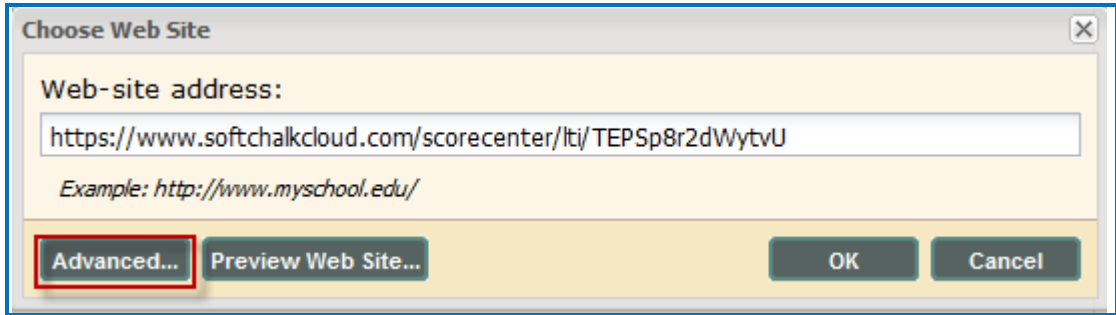 Choose Web Site
Web-site address:
https://www.softchalkcloud.com/scorecenter/lti/TEPSp8r2dWytvU
Example: http://www.myschool.edu/
Advanced... Preview Web Site... OK Cancel